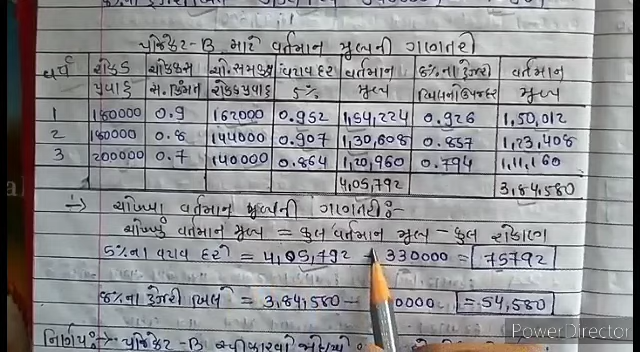 પ્રોજેક્ટ-B માટે વર્તમાન મૂલ્યની ગણતરી
વર્ષ રોકડ પ્રવાહ ચોક્કસ સ. કિંમત ચો.સમકક્ષ રોકડપ્રવાહ વટાવ દર 5% વર્તમાન મૂલ્ય 8%ના વર્તમાન મૂલ્ય
1 180000 0.9 162000 0.952 1,54,224 0.926 1,50,012
2 180000 0.8 144000 0.907 1,30,608 0.857 1,23,408
3 200000 0.7 140000 0.864 1,20,960 0.794 1,11,160
4,05,792 3,84,580
→ ચોખ્ખા વર્તમાન મૂલ્યની ગણતરી:-
ચોખ્ખુ વર્તમાન મૂલ્ય = કુલ વર્તમાન મૂલ્ય - કુલ રોકાણ
5%ના વટાવ દરે = 4,05,792 - 330000 = 75792
8%ના = 3,84,580 - 0000 = 54,580
નિર્ણય:→ પ્રોજેક્ટ-B સ્વીકારવો જોઈએ
PowerDirector